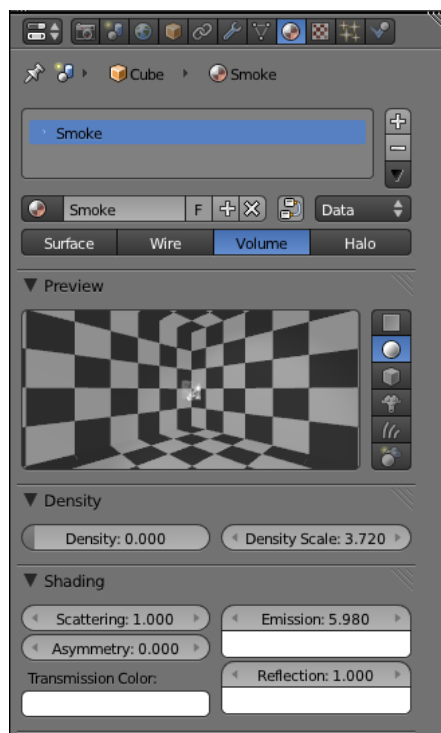 Cube Smoke
Smoke
Smoke F Data
Surface Wire Volume Halo
Preview
Density
Density: 0.000 Density Scale: 3.720
Shading
Scattering: 1.000 Emission: 5.980
Asymmetry: 0.000
Transmission Color: Reflection: 1.000